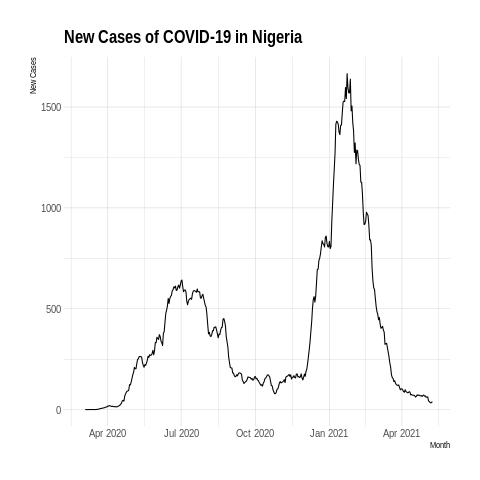 New Cases of COVID-19 in Nigeria
New Cases
1500
1000
500
0
Apr 2020 Jul 2020 Oct 2020 Jan 2021 Apr 2021
Month